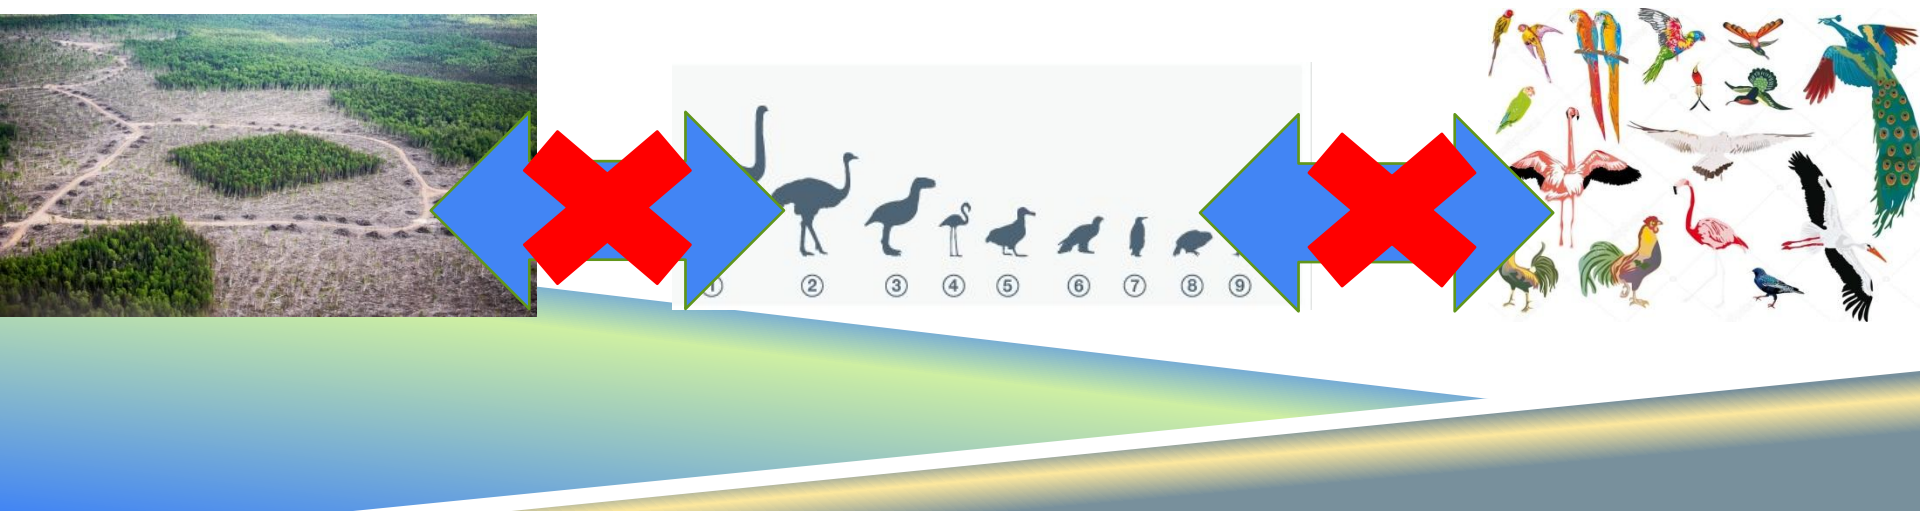 ① ② ③ ④ ⑤ ⑥ ⑦ ⑧ ⑨